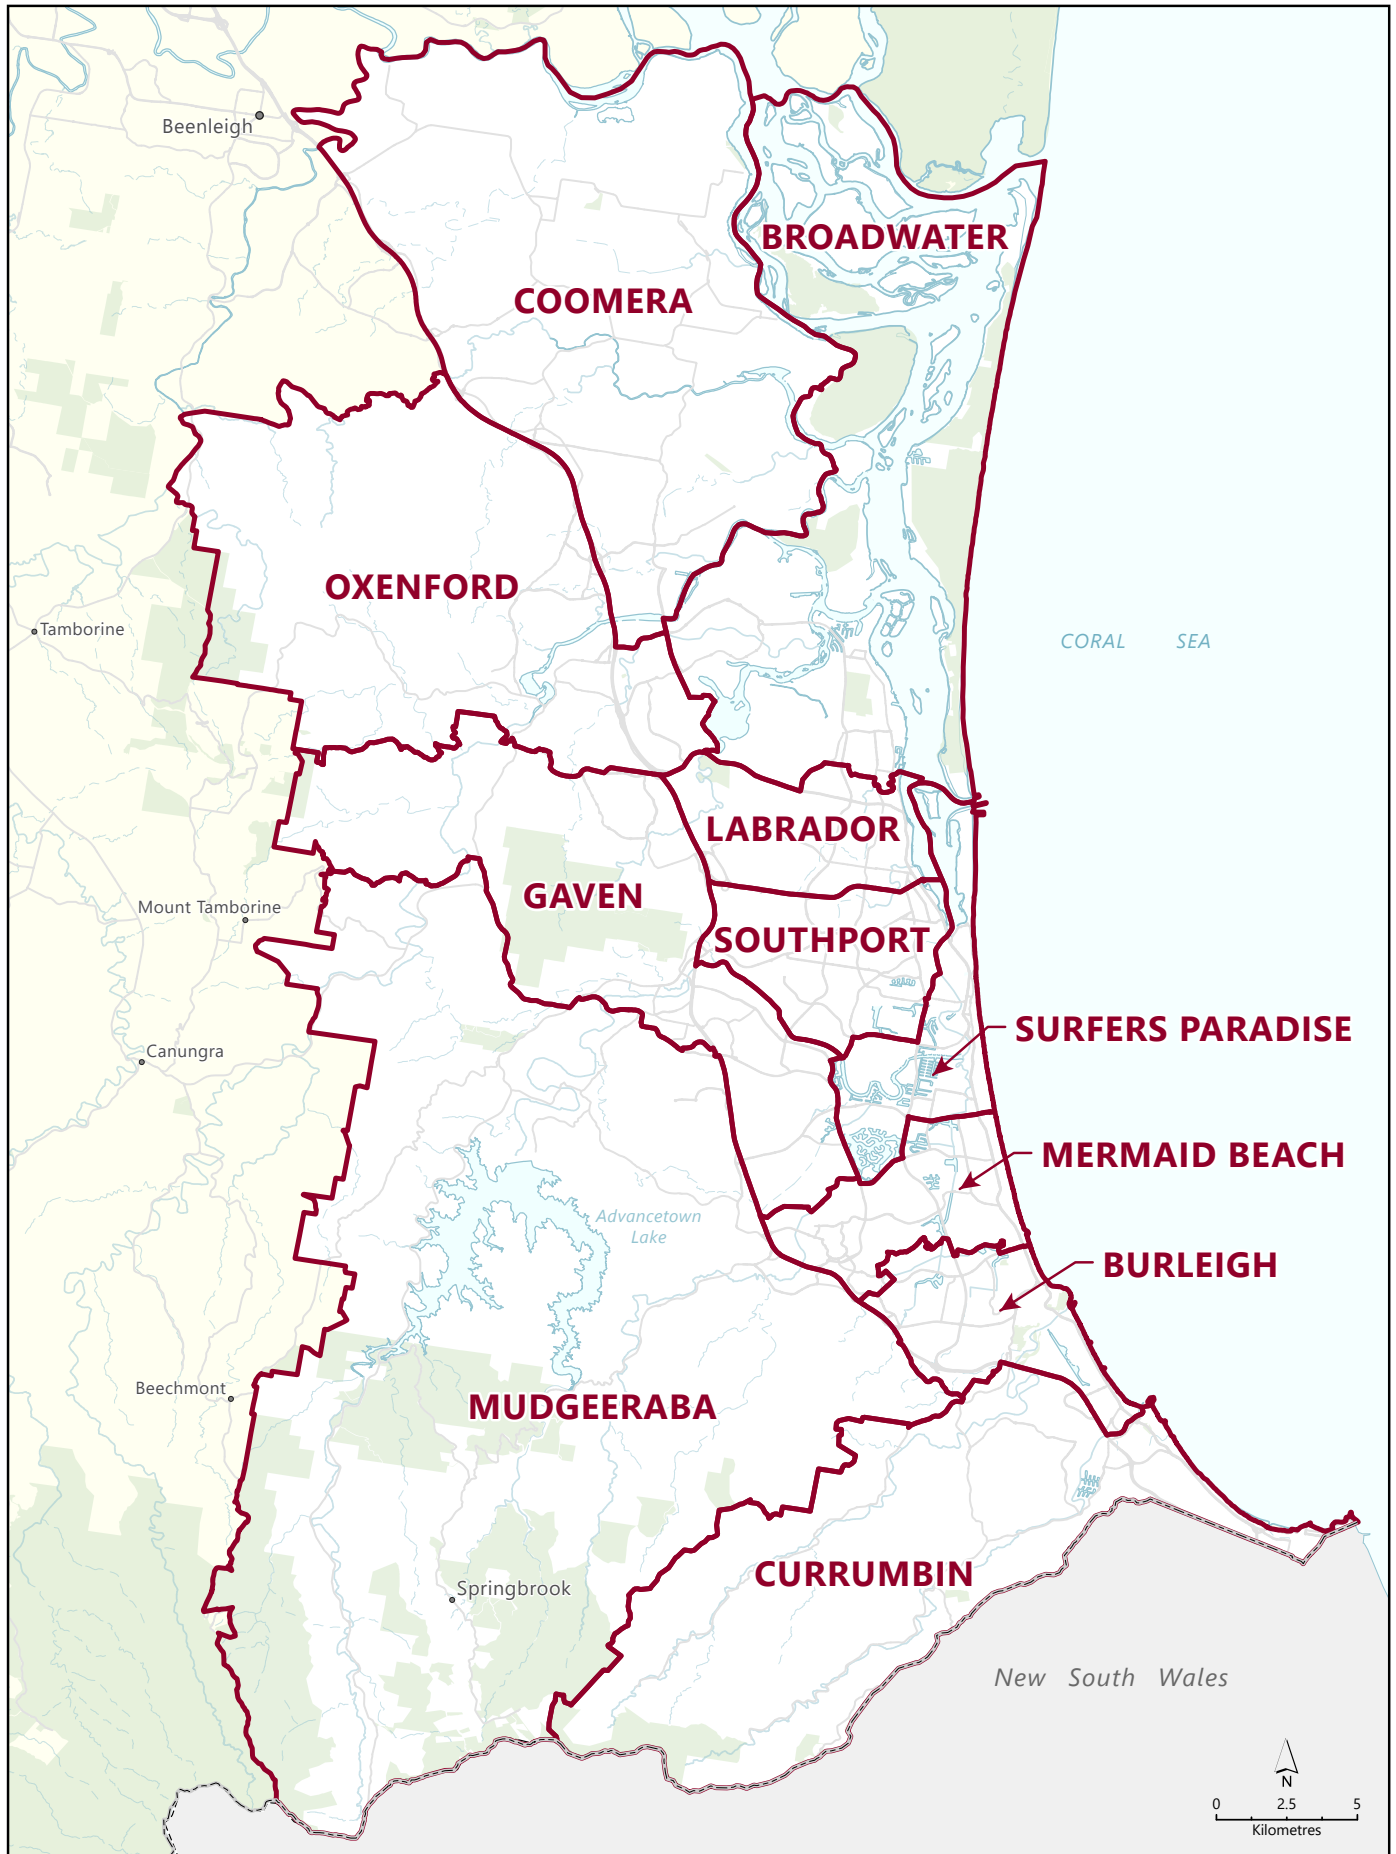 Beenleigh
BROADWATER
COOMERA
OXENFORD
Tamborine
CORAL SEA
LABRADOR
GAVEN
Mount Tamborine
SOUTHPORT
SURFERS PARADISE
Canungra
MERMAID BEACH
Advancetown
Lake
BURLEIGH
Beechmont
MUDGEERABA
CURRUMBIN
Springbrook
New South Wales
N
0 2.5 5
Kilometres